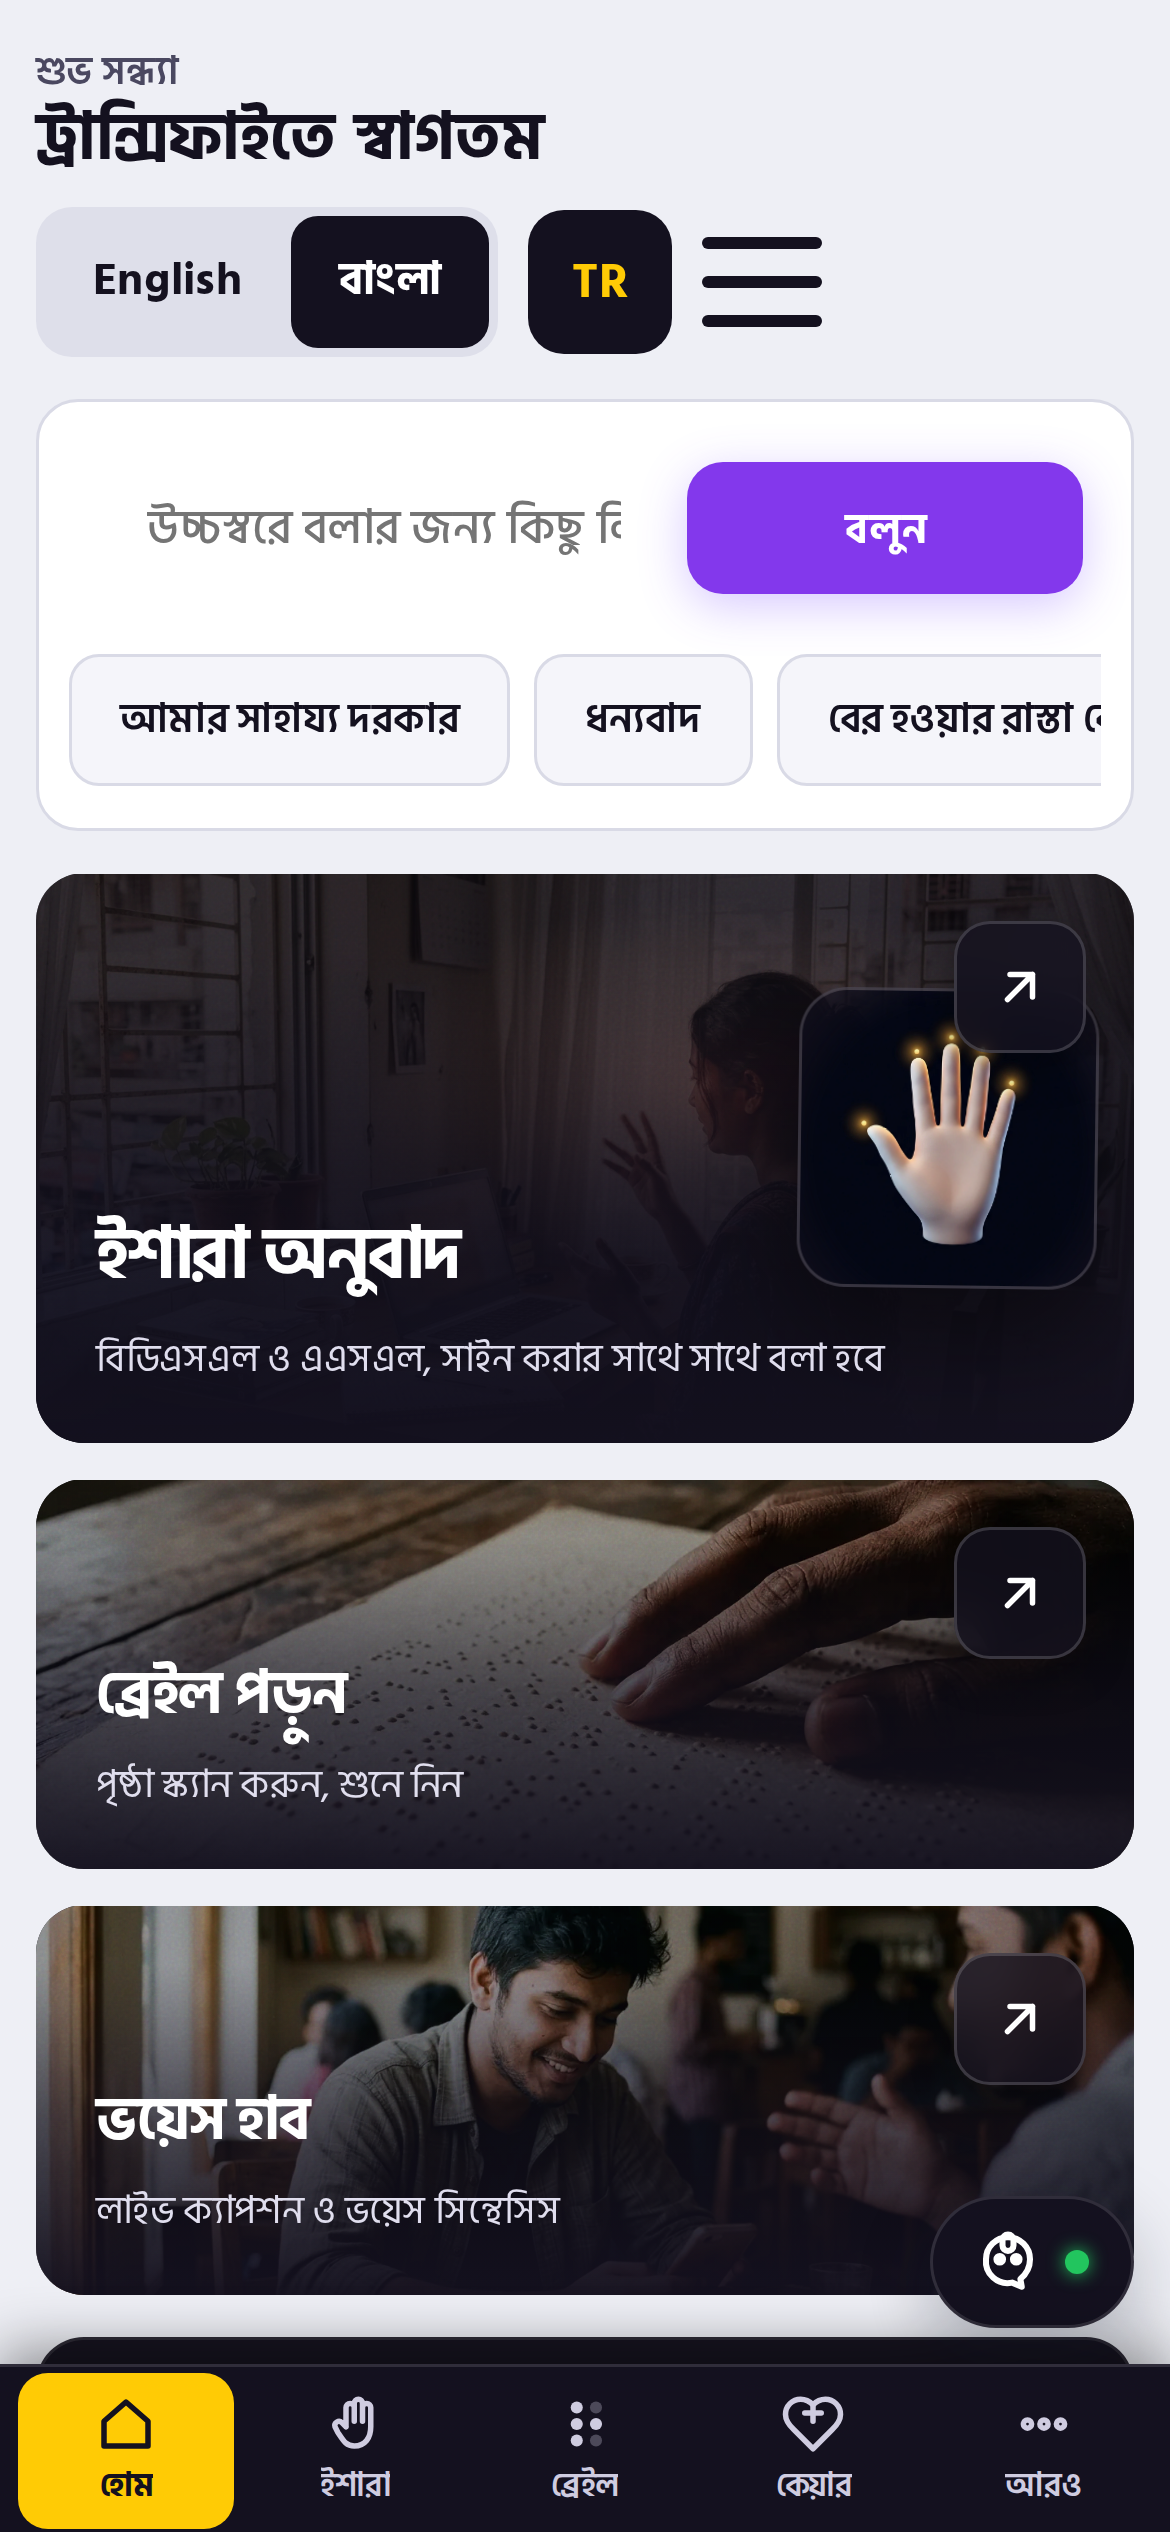 শুভ সন্ধ্যা
ট্রান্সিফাইতে স্বাগতম
English
বাংলা
TR
উচ্চস্বরে বলার জন্য কিছু
বলুন
আমার সাহায্য দরকার
ধন্যবাদ
বের হওয়ার রাস্তা
ইশারা অনুবাদ
বিডিএসএল ও এএসএল, সাইন করার সাথে সাথে বলা হবে
ব্রেইল পড়ুন
পৃষ্ঠা স্ক্যান করুন, শুনে নিন
ভয়েস হাব
লাইভ ক্যাপশন ও ভয়েস সিন্থেসিস
হোম
ইশারা
ব্রেইল
কেয়ার
আরও